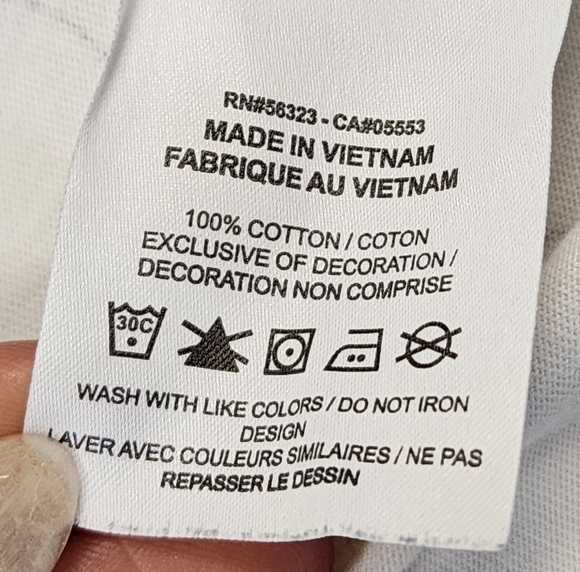 RN#56323 - CA#05553
MADE IN VIETNAM
FABRIQUE AU VIETNAM
100% COTTON / COTON
EXCLUSIVE OF DECORATION /
DECORATION NON COMPRISE
30C
WASH WITH LIKE COLORS / DO NOT IRON
DESIGN
LAVER AVEC COULEURS SIMILAIRES / NE PAS
REPASSER LE DESSIN